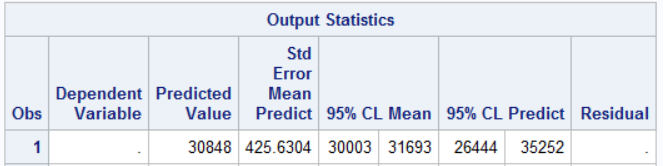 Output Statistics
Obs Dependent Variable Predicted Value Std Error Mean Predict 95% CL Mean 95% CL Predict Residual
1 . 30848 425.6304 30003 31693 26444 35252 .